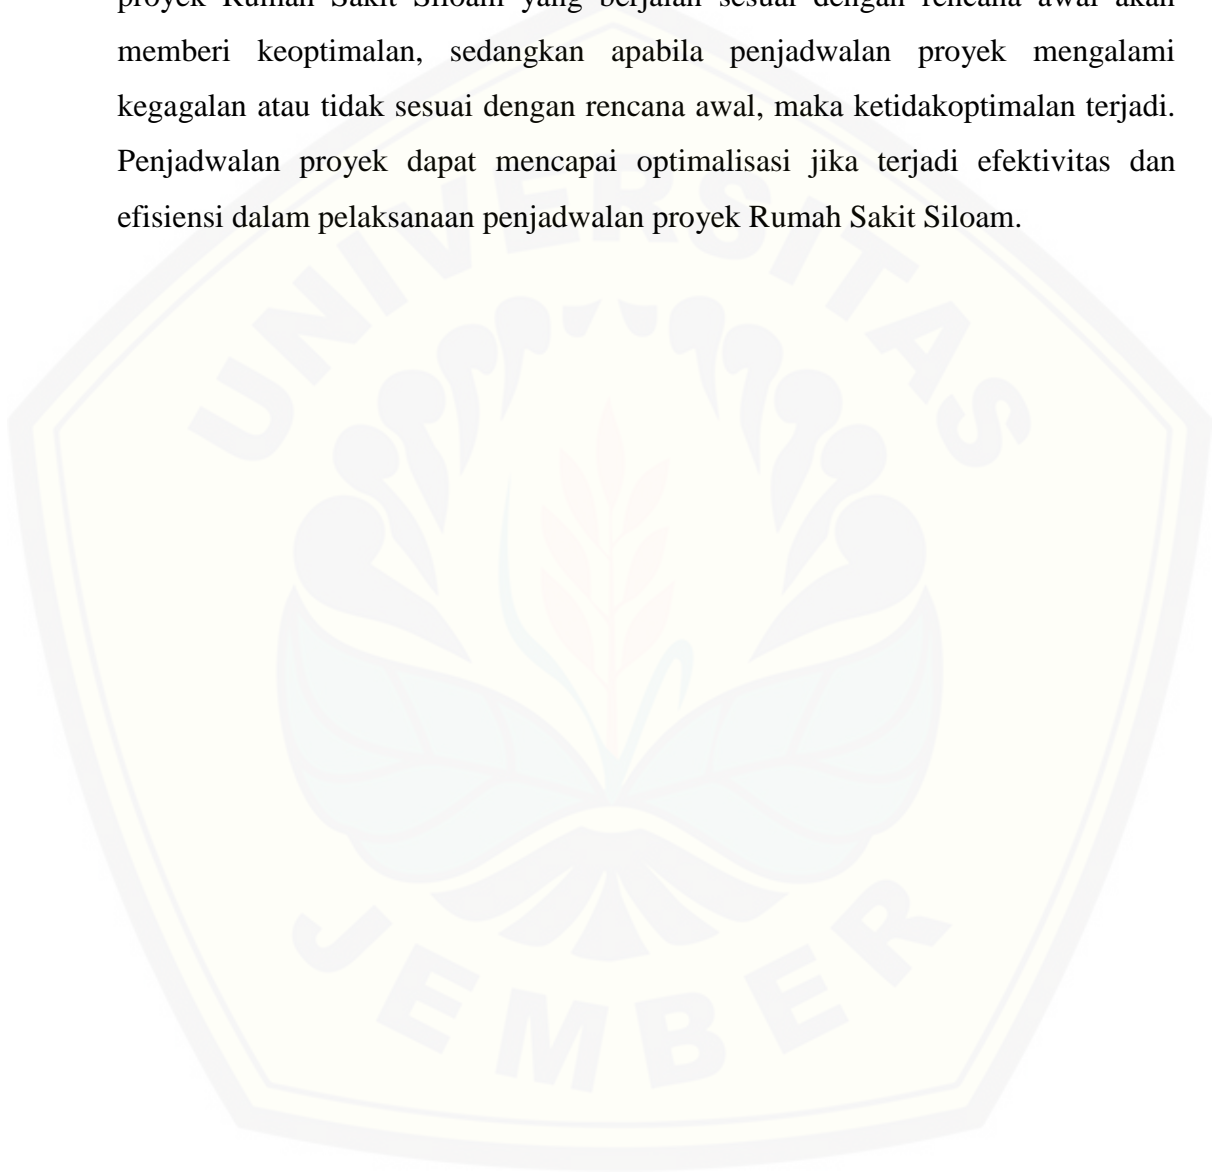 proyek Rumah Sakit Siloam yang berjalan sesuai dengan rencana awal akan
memberi keoptimalan, sedangkan apabila penjadwalan proyek mengalami
kegagalan atau tidak sesuai dengan rencana awal, maka ketidakoptimalan terjadi.
Penjadwalan proyek dapat mencapai optimalisasi jika terjadi efektivitas dan
efisiensi dalam pelaksanaan penjadwalan proyek Rumah Sakit Siloam.
UNIVERSITAS
JEMBER